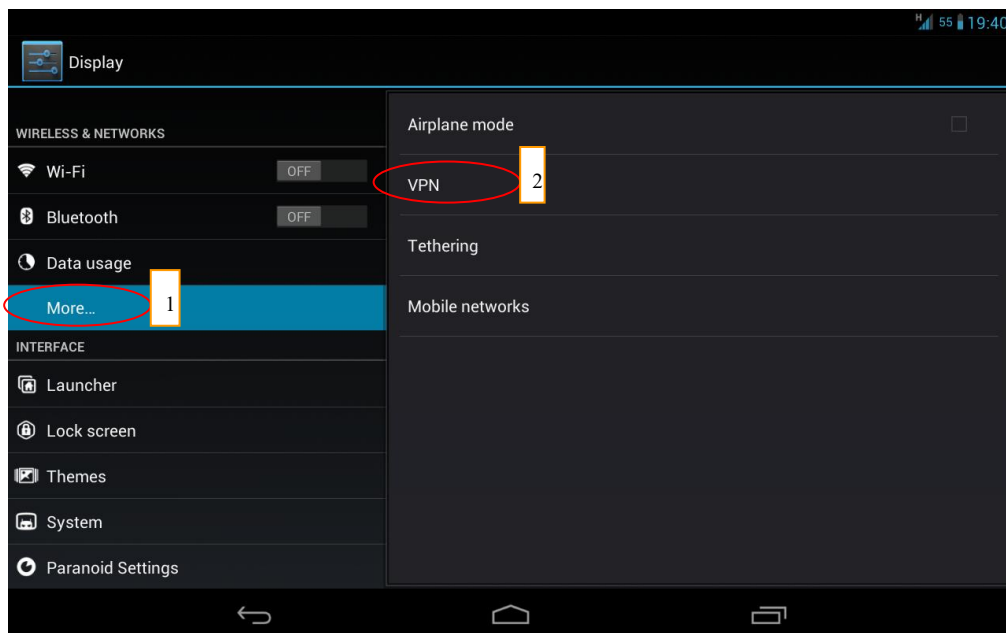 H 55 19:40
Display
WIRELESS & NETWORKS
Wi-Fi OFF
Bluetooth OFF
Data usage
More... 1
INTERFACE
Launcher
Lock screen
Themes
System
Paranoid Settings
Airplane mode
VPN 2
Tethering
Mobile networks